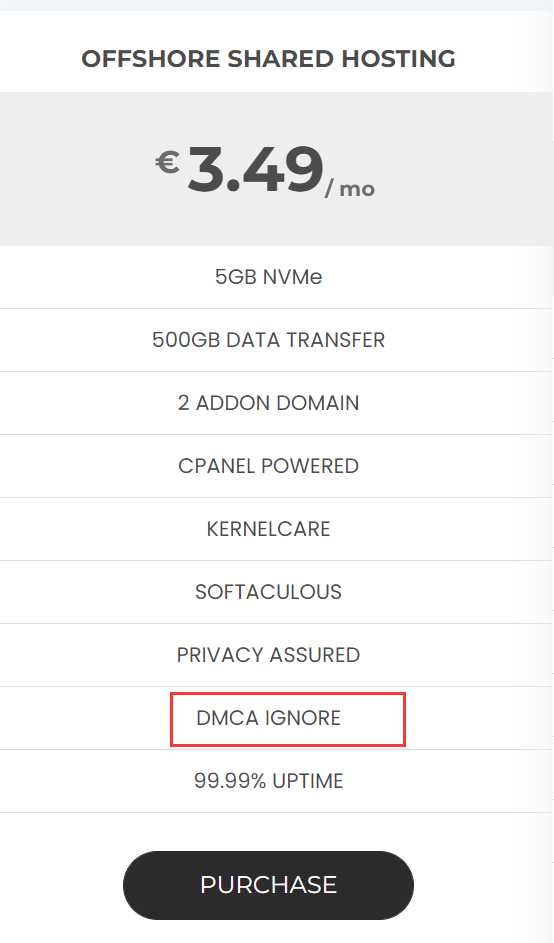 OFFSHORE SHARED HOSTING
€ 3.49/ mo
5GB NVMe
500GB DATA TRANSFER
2 ADDON DOMAIN
CPANEL POWERED
KERNELCARE
SOFTACULOUS
PRIVACY ASSURED
DMCA IGNORE
99.99% UPTIME
PURCHASE